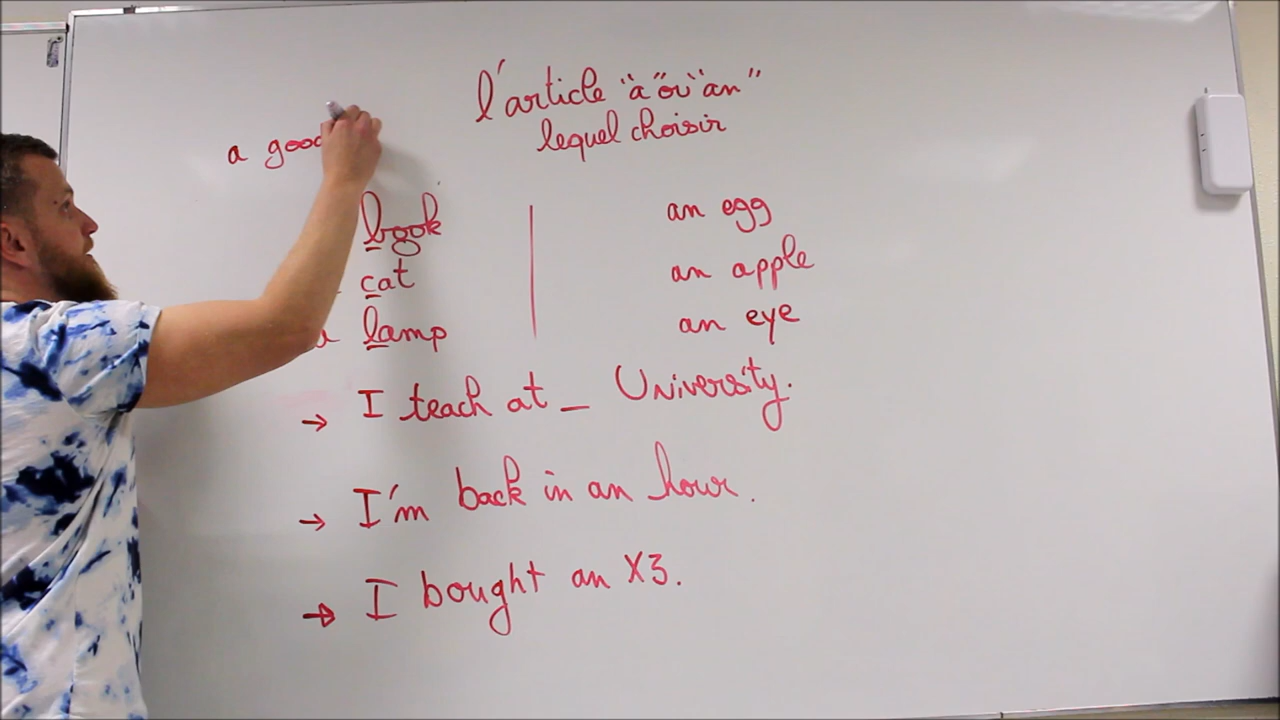 l'article "a" ou "an"
lequel choisir
a good
book
an egg
cat
an apple
a lamp
an eye
→ I teach at _ University.
→ I'm back in an hour.
→ I bought an X3.